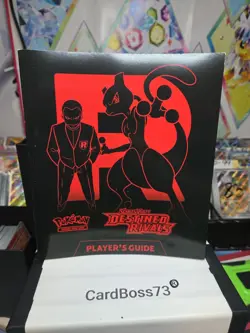 Pokémon
DESTINED
RIVALS
PLAYER'S GUIDE
CardBoss73®